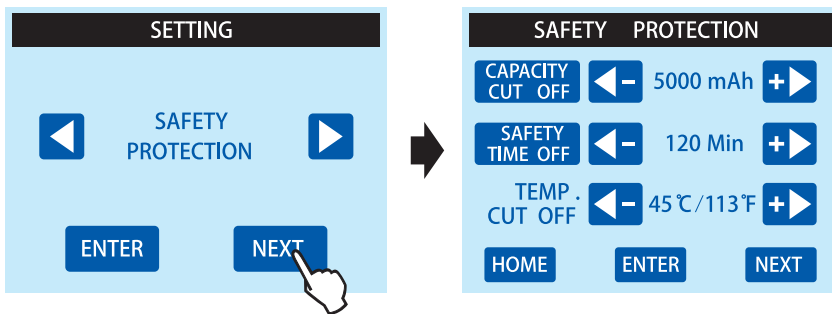 SETTING
SAFETY
PROTECTION
ENTER NEXT
SAFETY PROTECTION
CAPACITY
CUT OFF
- 5000 mAh +
SAFETY
TIME OFF
- 120 Min +
TEMP.
CUT OFF
- 45℃/113℉ +
HOME ENTER NEXT